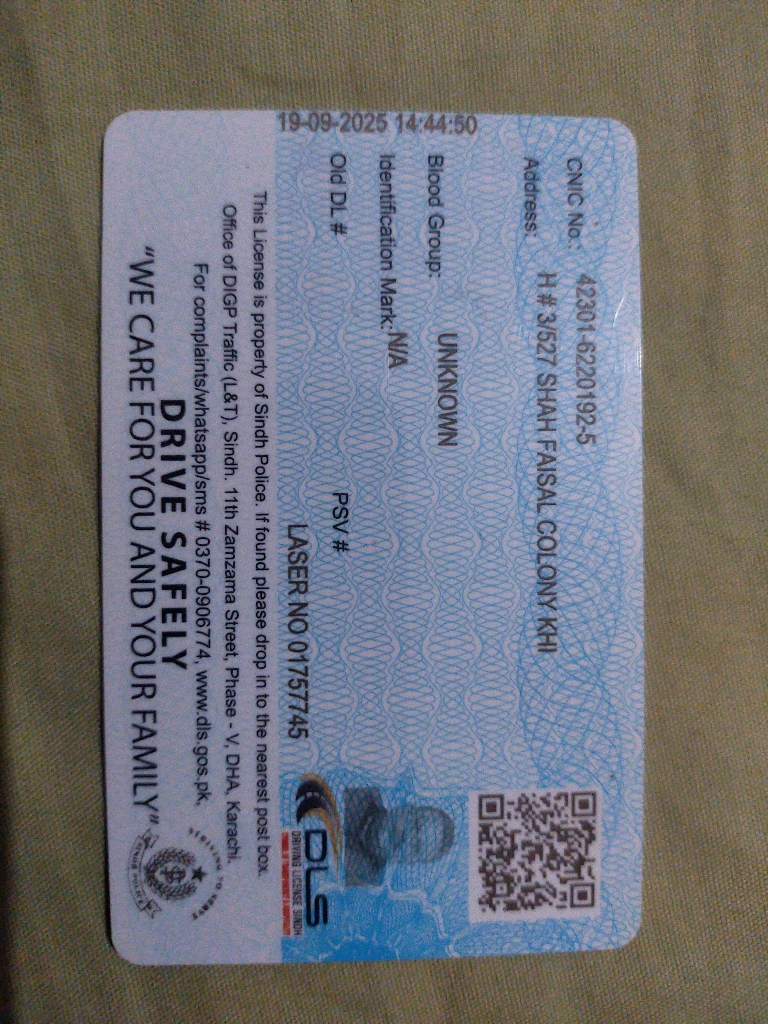 CNIC No.: 42301-6220192-5
Address: H # 3/527 SHAH FAISAL COLONY KHI
Blood Group: UNKNOWN
Identification Mark: N/A
Old DL # PSV #
LASER NO 01757745
19-09-2025 14:44:50
DLS
DRIVING LICENSE SINDH
This License is property of Sindh Police. If found please drop in to the nearest post box.
Office of DIGP Traffic (L&T), Sindh. 11th Zamzama Street, Phase - V, DHA, Karachi.
For complaints/whatsapp/sms # 0370-0906774, www.dls.gos.pk,
DRIVE SAFELY
"WE CARE FOR YOU AND YOUR FAMILY"